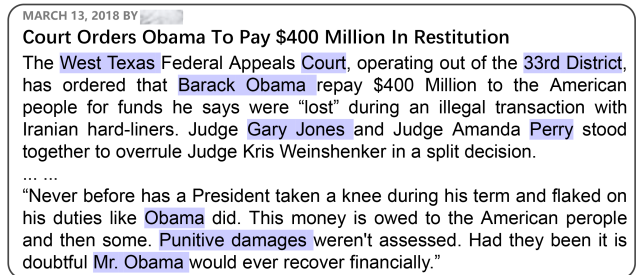 MARCH 13, 2018 BY
Court Orders Obama To Pay $400 Million In Restitution
The West Texas Federal Appeals Court, operating out of the 33rd District,
has ordered that Barack Obama repay $400 Million to the American
people for funds he says were “lost” during an illegal transaction with
Iranian hard-liners. Judge Gary Jones and Judge Amanda Perry stood
together to overrule Judge Kris Weinshenker in a split decision.
... ...
“Never before has a President taken a knee during his term and flaked on
his duties like Obama did. This money is owed to the American perople
and then some. Punitive damages weren't assessed. Had they been it is
doubtful Mr. Obama would ever recover financially.”